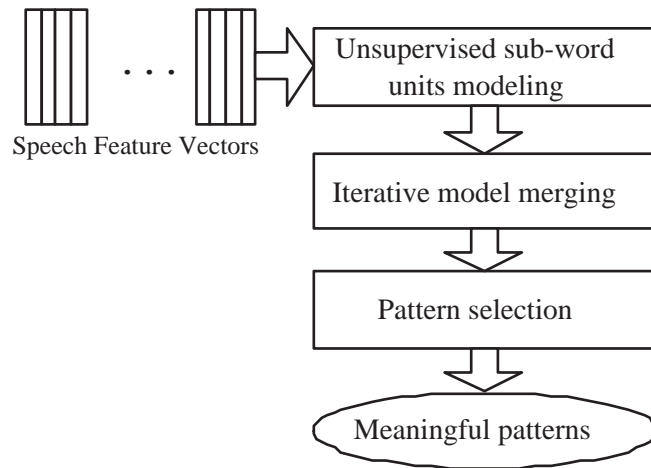 Unsupervised sub-word
units modeling
. . .
Speech Feature Vectors
Iterative model merging
Pattern selection
Meaningful patterns